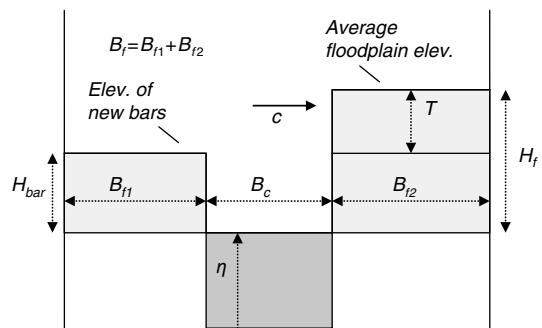 Average
floodplain elev.
B_f=B_f1+B_f2
Elev. of
new bars
c
T
H_f
H_bar
B_f1
B_c
B_f2
η